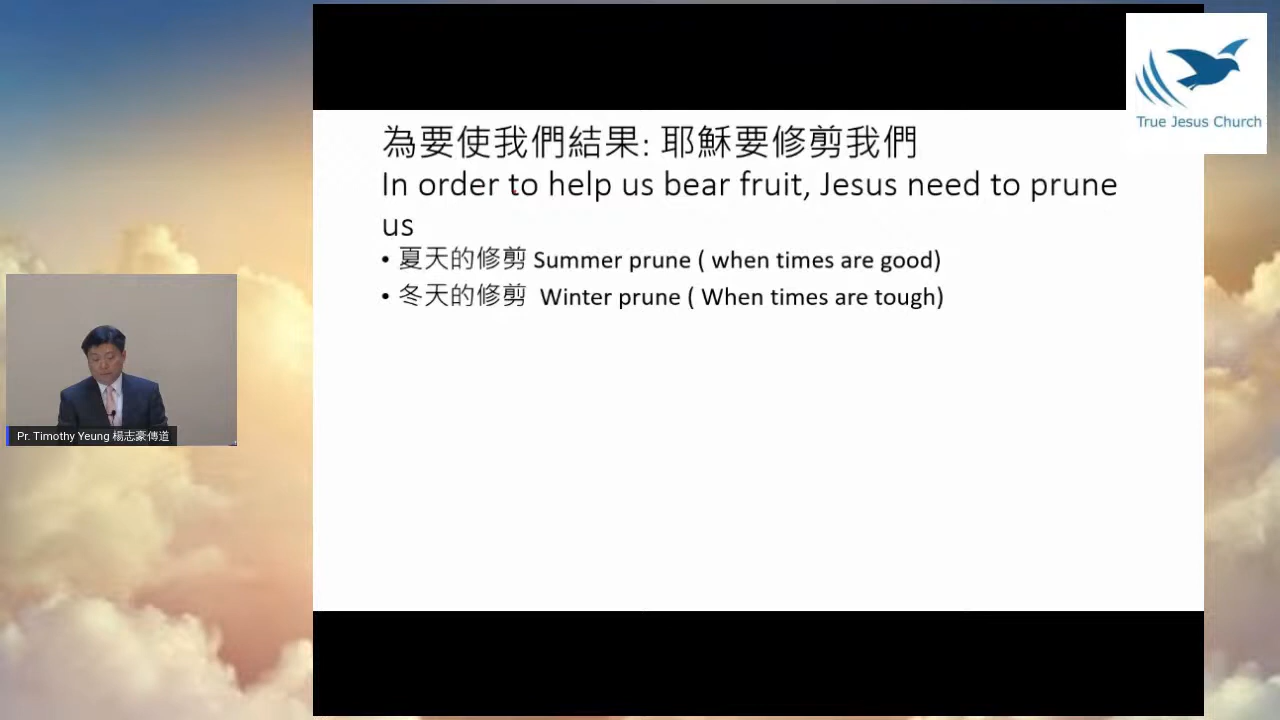 為要使我們結果: 耶穌要修剪我們
In order to help us bear fruit, Jesus need to prune
us
• 夏天的修剪 Summer prune ( when times are good)
• 冬天的修剪 Winter prune ( When times are tough)
True Jesus Church
Pr. Timothy Yeung 楊志豪傳道